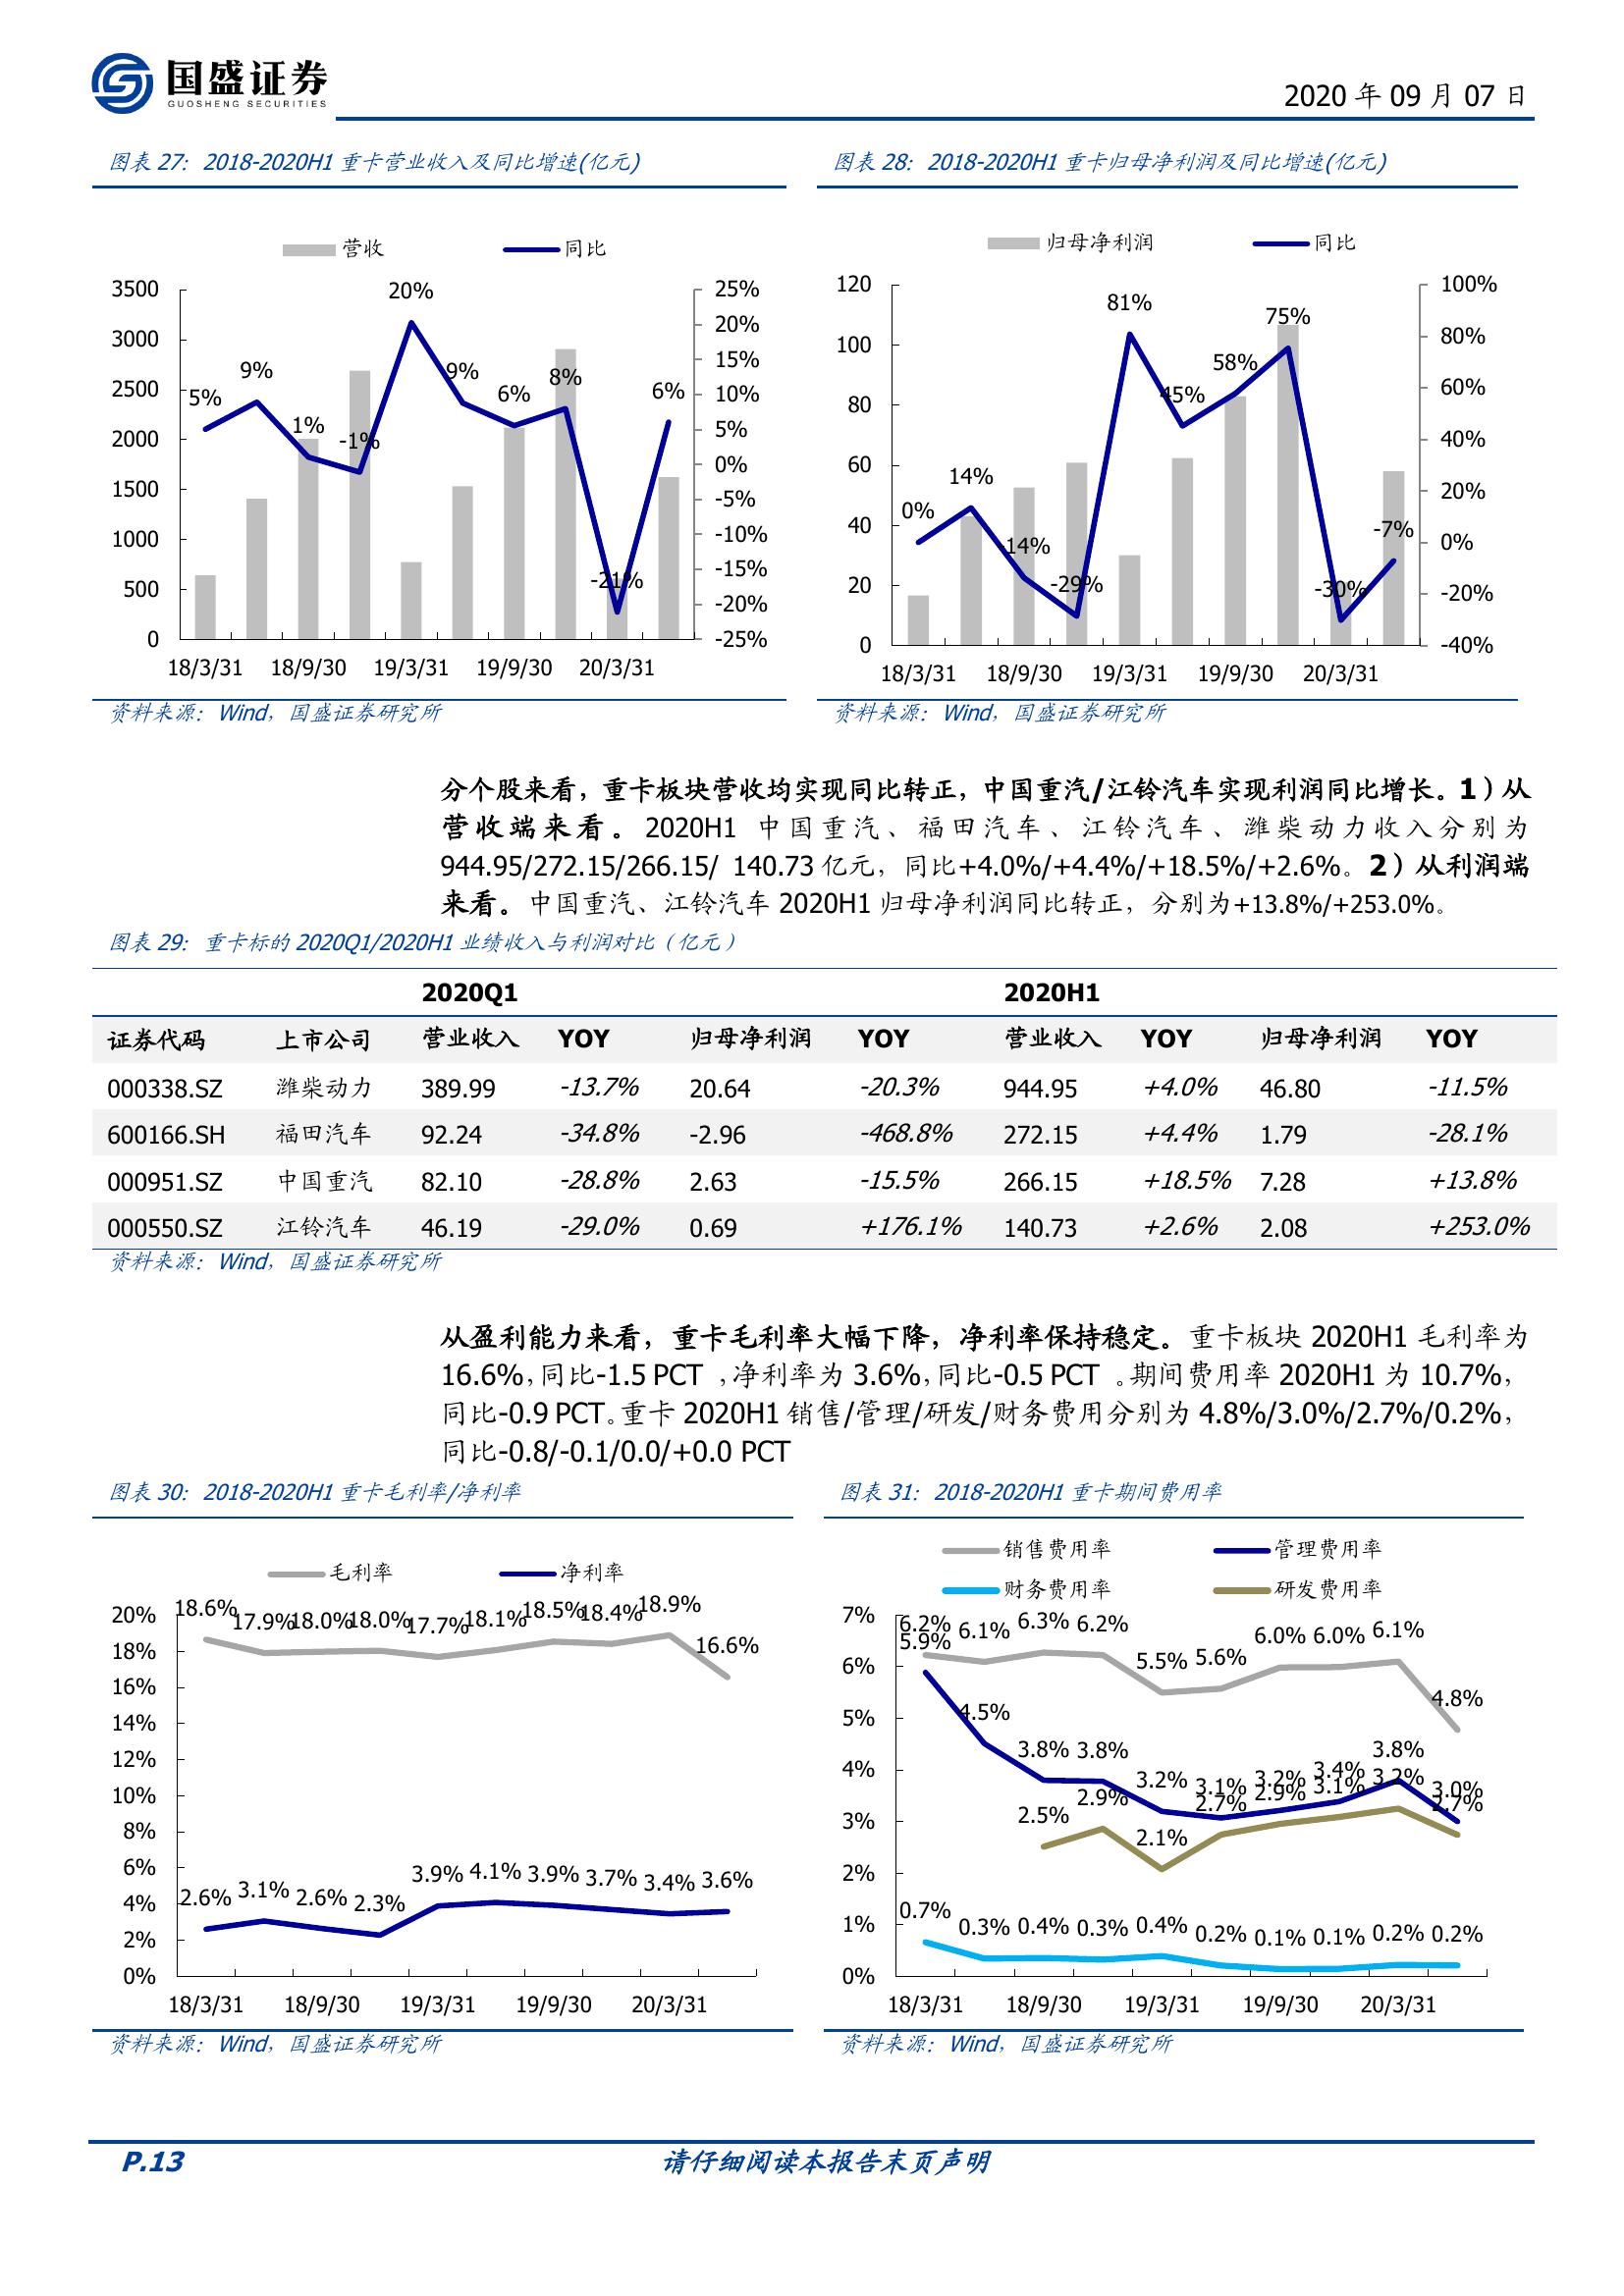 国盛证券
GUOSHENG SECURITIES
2020 年 09 月 07 日
图表 27：2018-2020H1 重卡营业收入及同比增速(亿元)
营收 同比
3500
3000
2500
2000
1500
1000
500
0
25%
20%
15%
10%
5%
0%
-5%
-10%
-15%
-20%
-25%
5% 9% 1% -1% 20% 9% 6% 8% -21% 6%
18/3/31 18/9/30 19/3/31 19/9/30 20/3/31
资料来源：Wind，国盛证券研究所
图表 28：2018-2020H1 重卡归母净利润及同比增速(亿元)
归母净利润 同比
120
100
80
60
40
20
0
100%
80%
60%
40%
20%
0%
-20%
-40%
0% 14% -14% -29% 81% 45% 58% 75% -30% -7%
18/3/31 18/9/30 19/3/31 19/9/30 20/3/31
资料来源：Wind，国盛证券研究所
分个股来看，重卡板块营收均实现同比转正，中国重汽/江铃汽车实现利润同比增长。1）从
营收端来看。2020H1 中国重汽、福田汽车、江铃汽车、潍柴动力收入分别为
944.95/272.15/266.15/ 140.73 亿元，同比+4.0%/+4.4%/+18.5%/+2.6%。2）从利润端
来看。中国重汽、江铃汽车 2020H1 归母净利润同比转正，分别为+13.8%/+253.0%。
图表 29：重卡标的 2020Q1/2020H1 业绩收入与利润对比（亿元）
2020Q1 2020H1
证券代码 上市公司 营业收入 YOY 归母净利润 YOY 营业收入 YOY 归母净利润 YOY
000338.SZ 潍柴动力 389.99 -13.7% 20.64 -20.3% 944.95 +4.0% 46.80 -11.5%
600166.SH 福田汽车 92.24 -34.8% -2.96 -468.8% 272.15 +4.4% 1.79 -28.1%
000951.SZ 中国重汽 82.10 -28.8% 2.63 -15.5% 266.15 +18.5% 7.28 +13.8%
000550.SZ 江铃汽车 46.19 -29.0% 0.69 +176.1% 140.73 +2.6% 2.08 +253.0%
资料来源：Wind，国盛证券研究所
从盈利能力来看，重卡毛利率大幅下降，净利率保持稳定。重卡板块 2020H1 毛利率为
16.6%，同比-1.5 PCT ，净利率为 3.6%，同比-0.5 PCT 。期间费用率 2020H1 为 10.7%，
同比-0.9 PCT。重卡 2020H1 销售/管理/研发/财务费用分别为 4.8%/3.0%/2.7%/0.2%，
同比-0.8/-0.1/0.0/+0.0 PCT
图表 30：2018-2020H1 重卡毛利率/净利率
毛利率 净利率
20%
18%
16%
14%
12%
10%
8%
6%
4%
2%
0%
18.6% 17.9% 18.0% 18.0% 17.7% 18.1% 18.5% 18.4% 18.9% 16.6%
2.6% 3.1% 2.6% 2.3% 3.9% 4.1% 3.9% 3.7% 3.4% 3.6%
18/3/31 18/9/30 19/3/31 19/9/30 20/3/31
资料来源：Wind，国盛证券研究所
图表 31：2018-2020H1 重卡期间费用率
销售费用率 管理费用率
财务费用率 研发费用率
7%
6%
5%
4%
3%
2%
1%
0%
6.2% 6.1% 6.3% 6.2% 5.5% 5.6% 6.0% 6.0% 6.1% 4.8%
5.9% 4.5% 3.8% 3.8% 3.2% 3.1% 3.2% 3.4% 3.8% 3.0%
2.5% 2.9% 2.1% 2.7% 2.9% 3.1% 3.2% 2.7%
0.7% 0.3% 0.4% 0.3% 0.4% 0.2% 0.1% 0.1% 0.2% 0.2%
18/3/31 18/9/30 19/3/31 19/9/30 20/3/31
资料来源：Wind，国盛证券研究所
P.13 请仔细阅读本报告末页声明